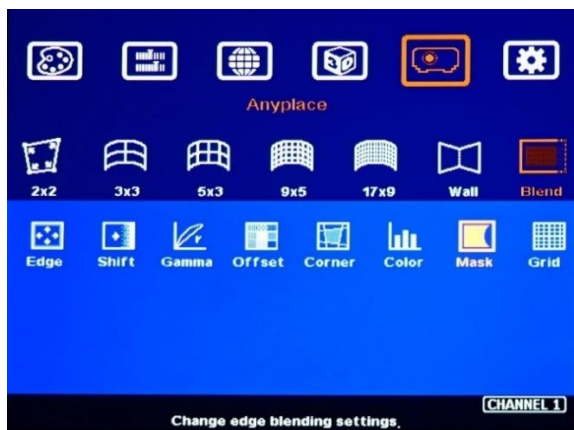 Anyplace
2x2 3x3 5x3 9x5 17x9 Wall Blend
Edge Shift Gamma Offset Corner Color Mask Grid
CHANNEL 1
Change edge blending settings.